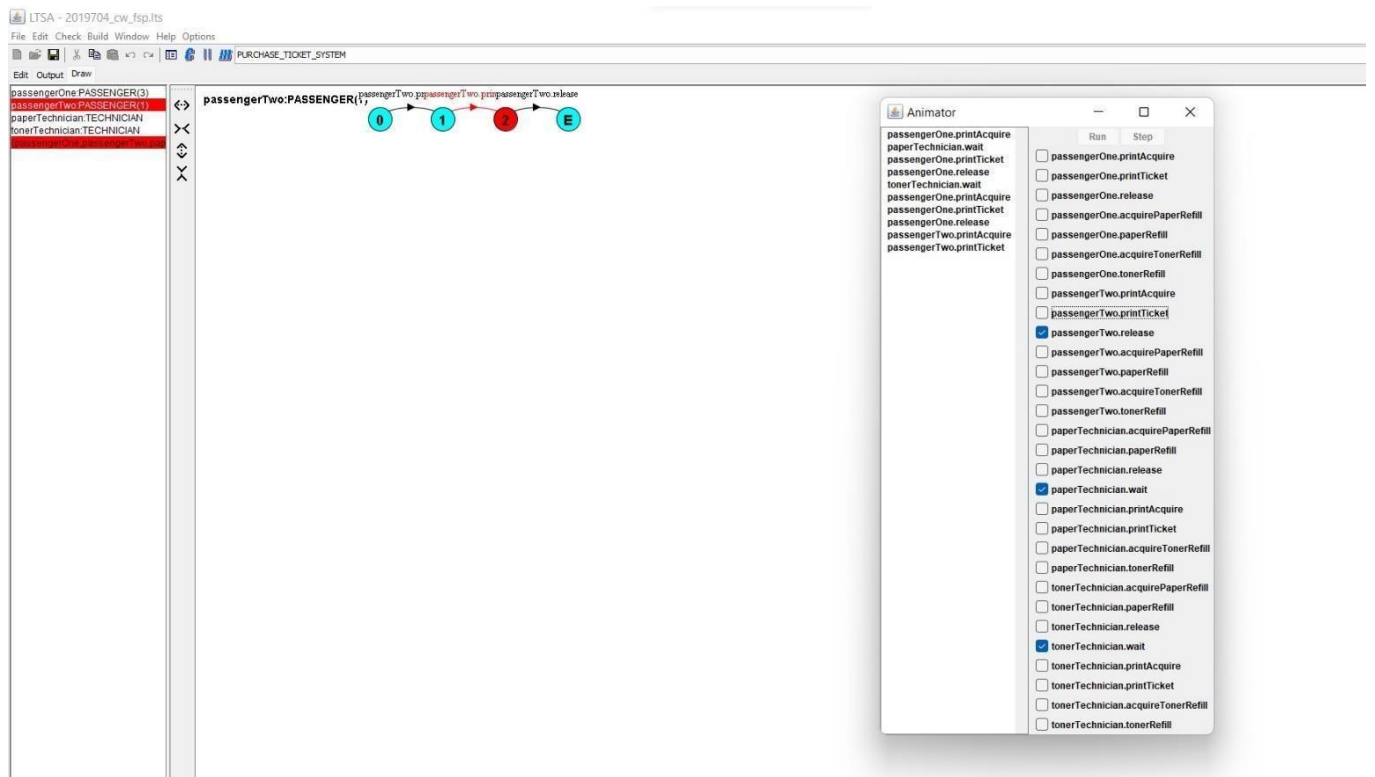 LTSA - 2019704_cw_fsp.lts
File Edit Check Build Window Help Options
PURCHASE_TICKET_SYSTEM
Edit Output Draw
passengerOne:PASSENGER(3)
passengerTwo:PASSENGER(1)
paperTechnician:TECHNICIAN
tonerTechnician:TECHNICIAN
passengerTwo:PASSENGER(
passengerTwo.release
0
1
2
E
Animator
passengerOne.printAcquire
paperTechnician.wait
passengerOne.printTicket
passengerOne.release
tonerTechnician.wait
passengerOne.printAcquire
passengerOne.printTicket
passengerOne.release
passengerTwo.printAcquire
passengerTwo.printTicket
Run Step
passengerOne.printAcquire
passengerOne.printTicket
passengerOne.release
passengerOne.acquirePaperRefill
passengerOne.paperRefill
passengerOne.acquireTonerRefill
passengerOne.tonerRefill
passengerTwo.printAcquire
passengerTwo.printTicket
passengerTwo.release
passengerTwo.acquirePaperRefill
passengerTwo.paperRefill
passengerTwo.acquireTonerRefill
passengerTwo.tonerRefill
paperTechnician.acquirePaperRefill
paperTechnician.paperRefill
paperTechnician.release
paperTechnician.wait
paperTechnician.printAcquire
paperTechnician.printTicket
paperTechnician.acquireTonerRefill
paperTechnician.tonerRefill
tonerTechnician.acquirePaperRefill
tonerTechnician.paperRefill
tonerTechnician.release
tonerTechnician.wait
tonerTechnician.printAcquire
tonerTechnician.printTicket
tonerTechnician.acquireTonerRefill
tonerTechnician.tonerRefill